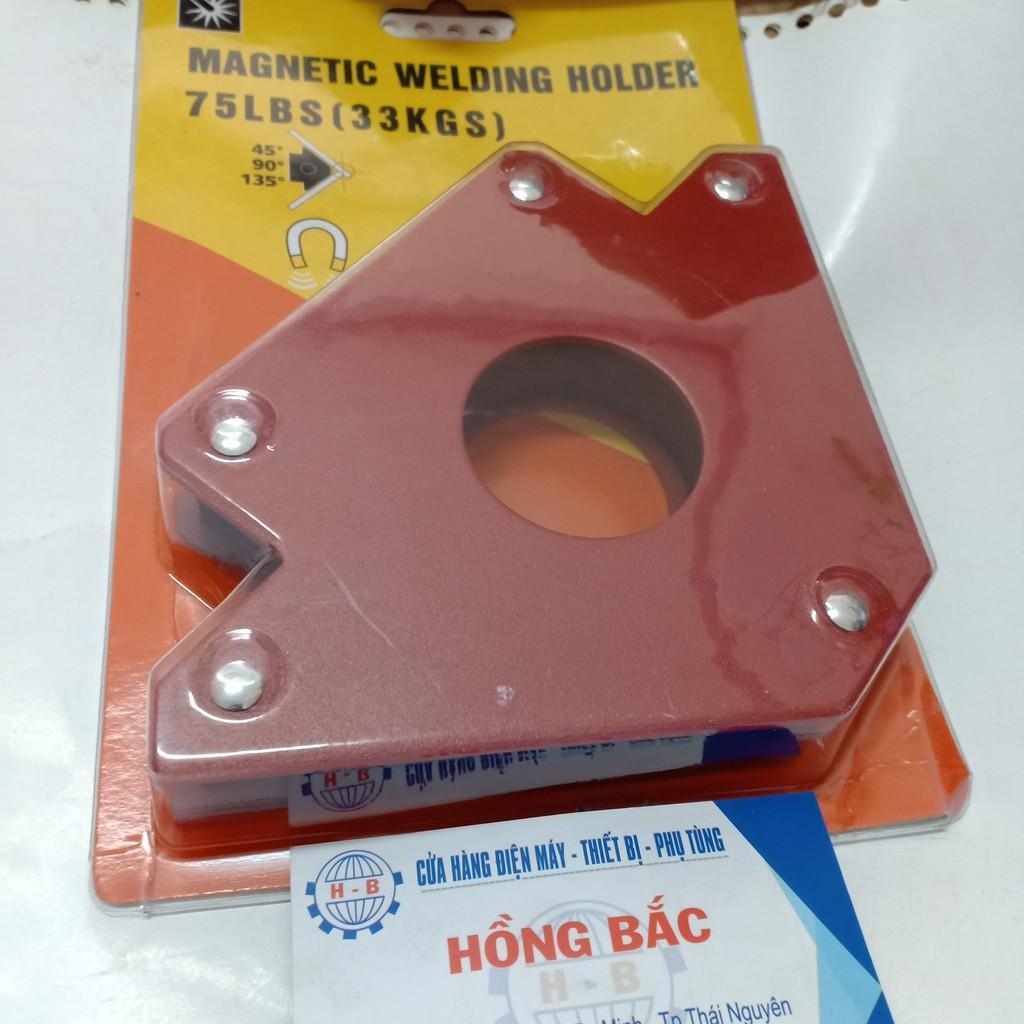 MAGNETIC WELDING HOLDER
75LBS(33KGS)
45°
90°
135°
H-B
CỬA HÀNG ĐIỆN MÁY - THIẾT BỊ - PHỤ TÙNG
H - B
HỒNG BẮC
H-B
Minh - Tp Thái Nguyên